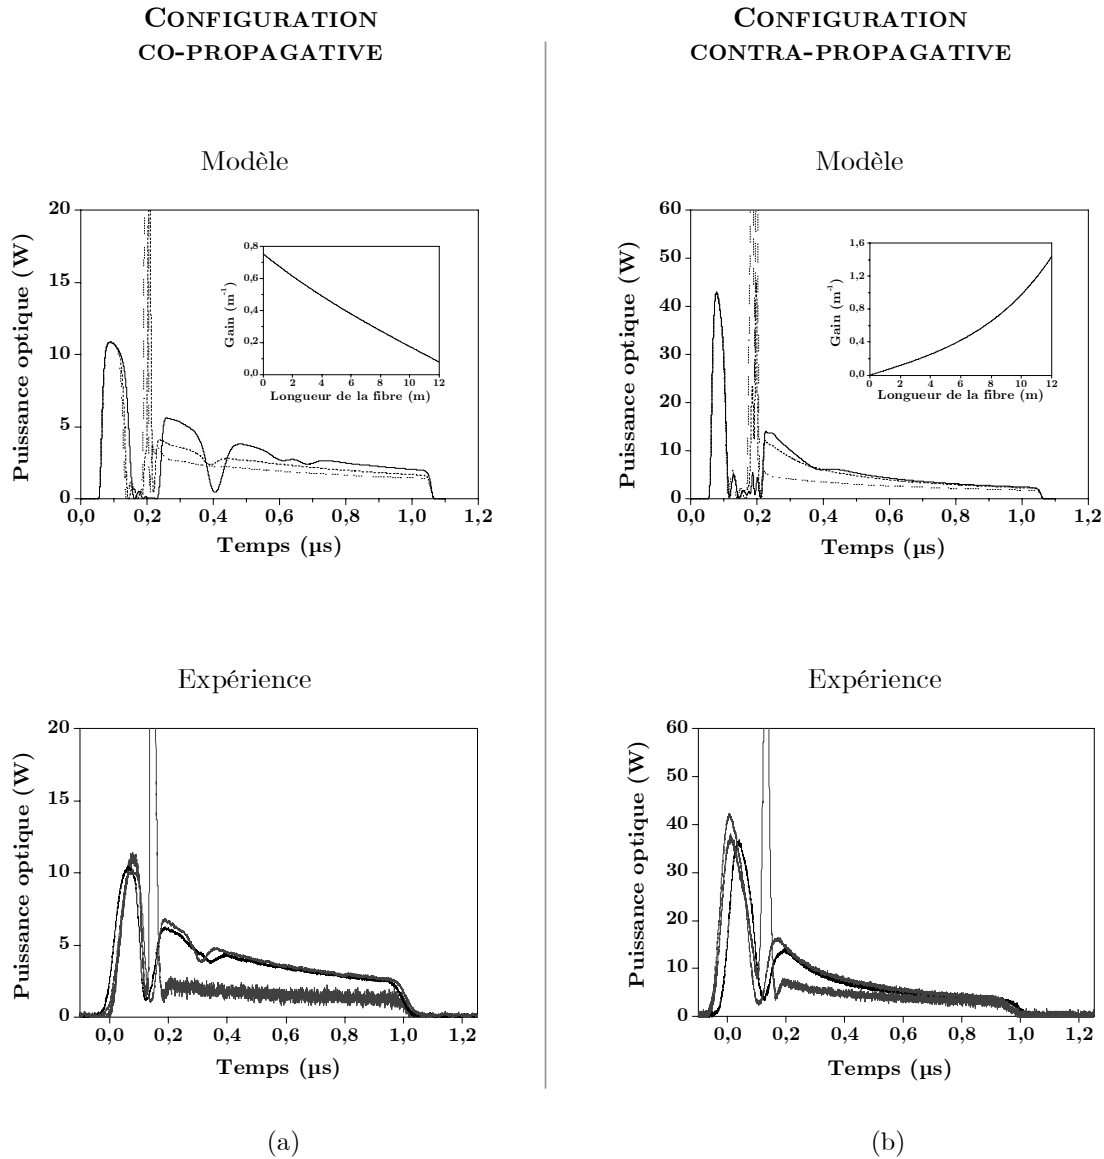 CONFIGURATION
CO-PROPAGATIVE
CONFIGURATION
CONTRA-PROPAGATIVE
Modèle
Puissance optique (W)
20
15
10
5
0
0,0 0,2 0,4 0,6 0,8 1,0 1,2
Temps (µs)
Gain (m⁻¹)
0,8
0,6
0,4
0,2
0,0
0 2 4 6 8 10 12
Longueur de la fibre (m)
Modèle
Puissance optique (W)
60
50
40
30
20
10
0
0,0 0,2 0,4 0,6 0,8 1,0 1,2
Temps (µs)
Gain (m⁻¹)
1,6
1,2
0,8
0,4
0,0
0 2 4 6 8 10 12
Longueur de la fibre (m)
Expérience
Puissance optique (W)
20
15
10
5
0
0,0 0,2 0,4 0,6 0,8 1,0 1,2
Temps (µs)
Expérience
Puissance optique (W)
60
50
40
30
20
10
0
0,0 0,2 0,4 0,6 0,8 1,0 1,2
Temps (µs)
(a)
(b)